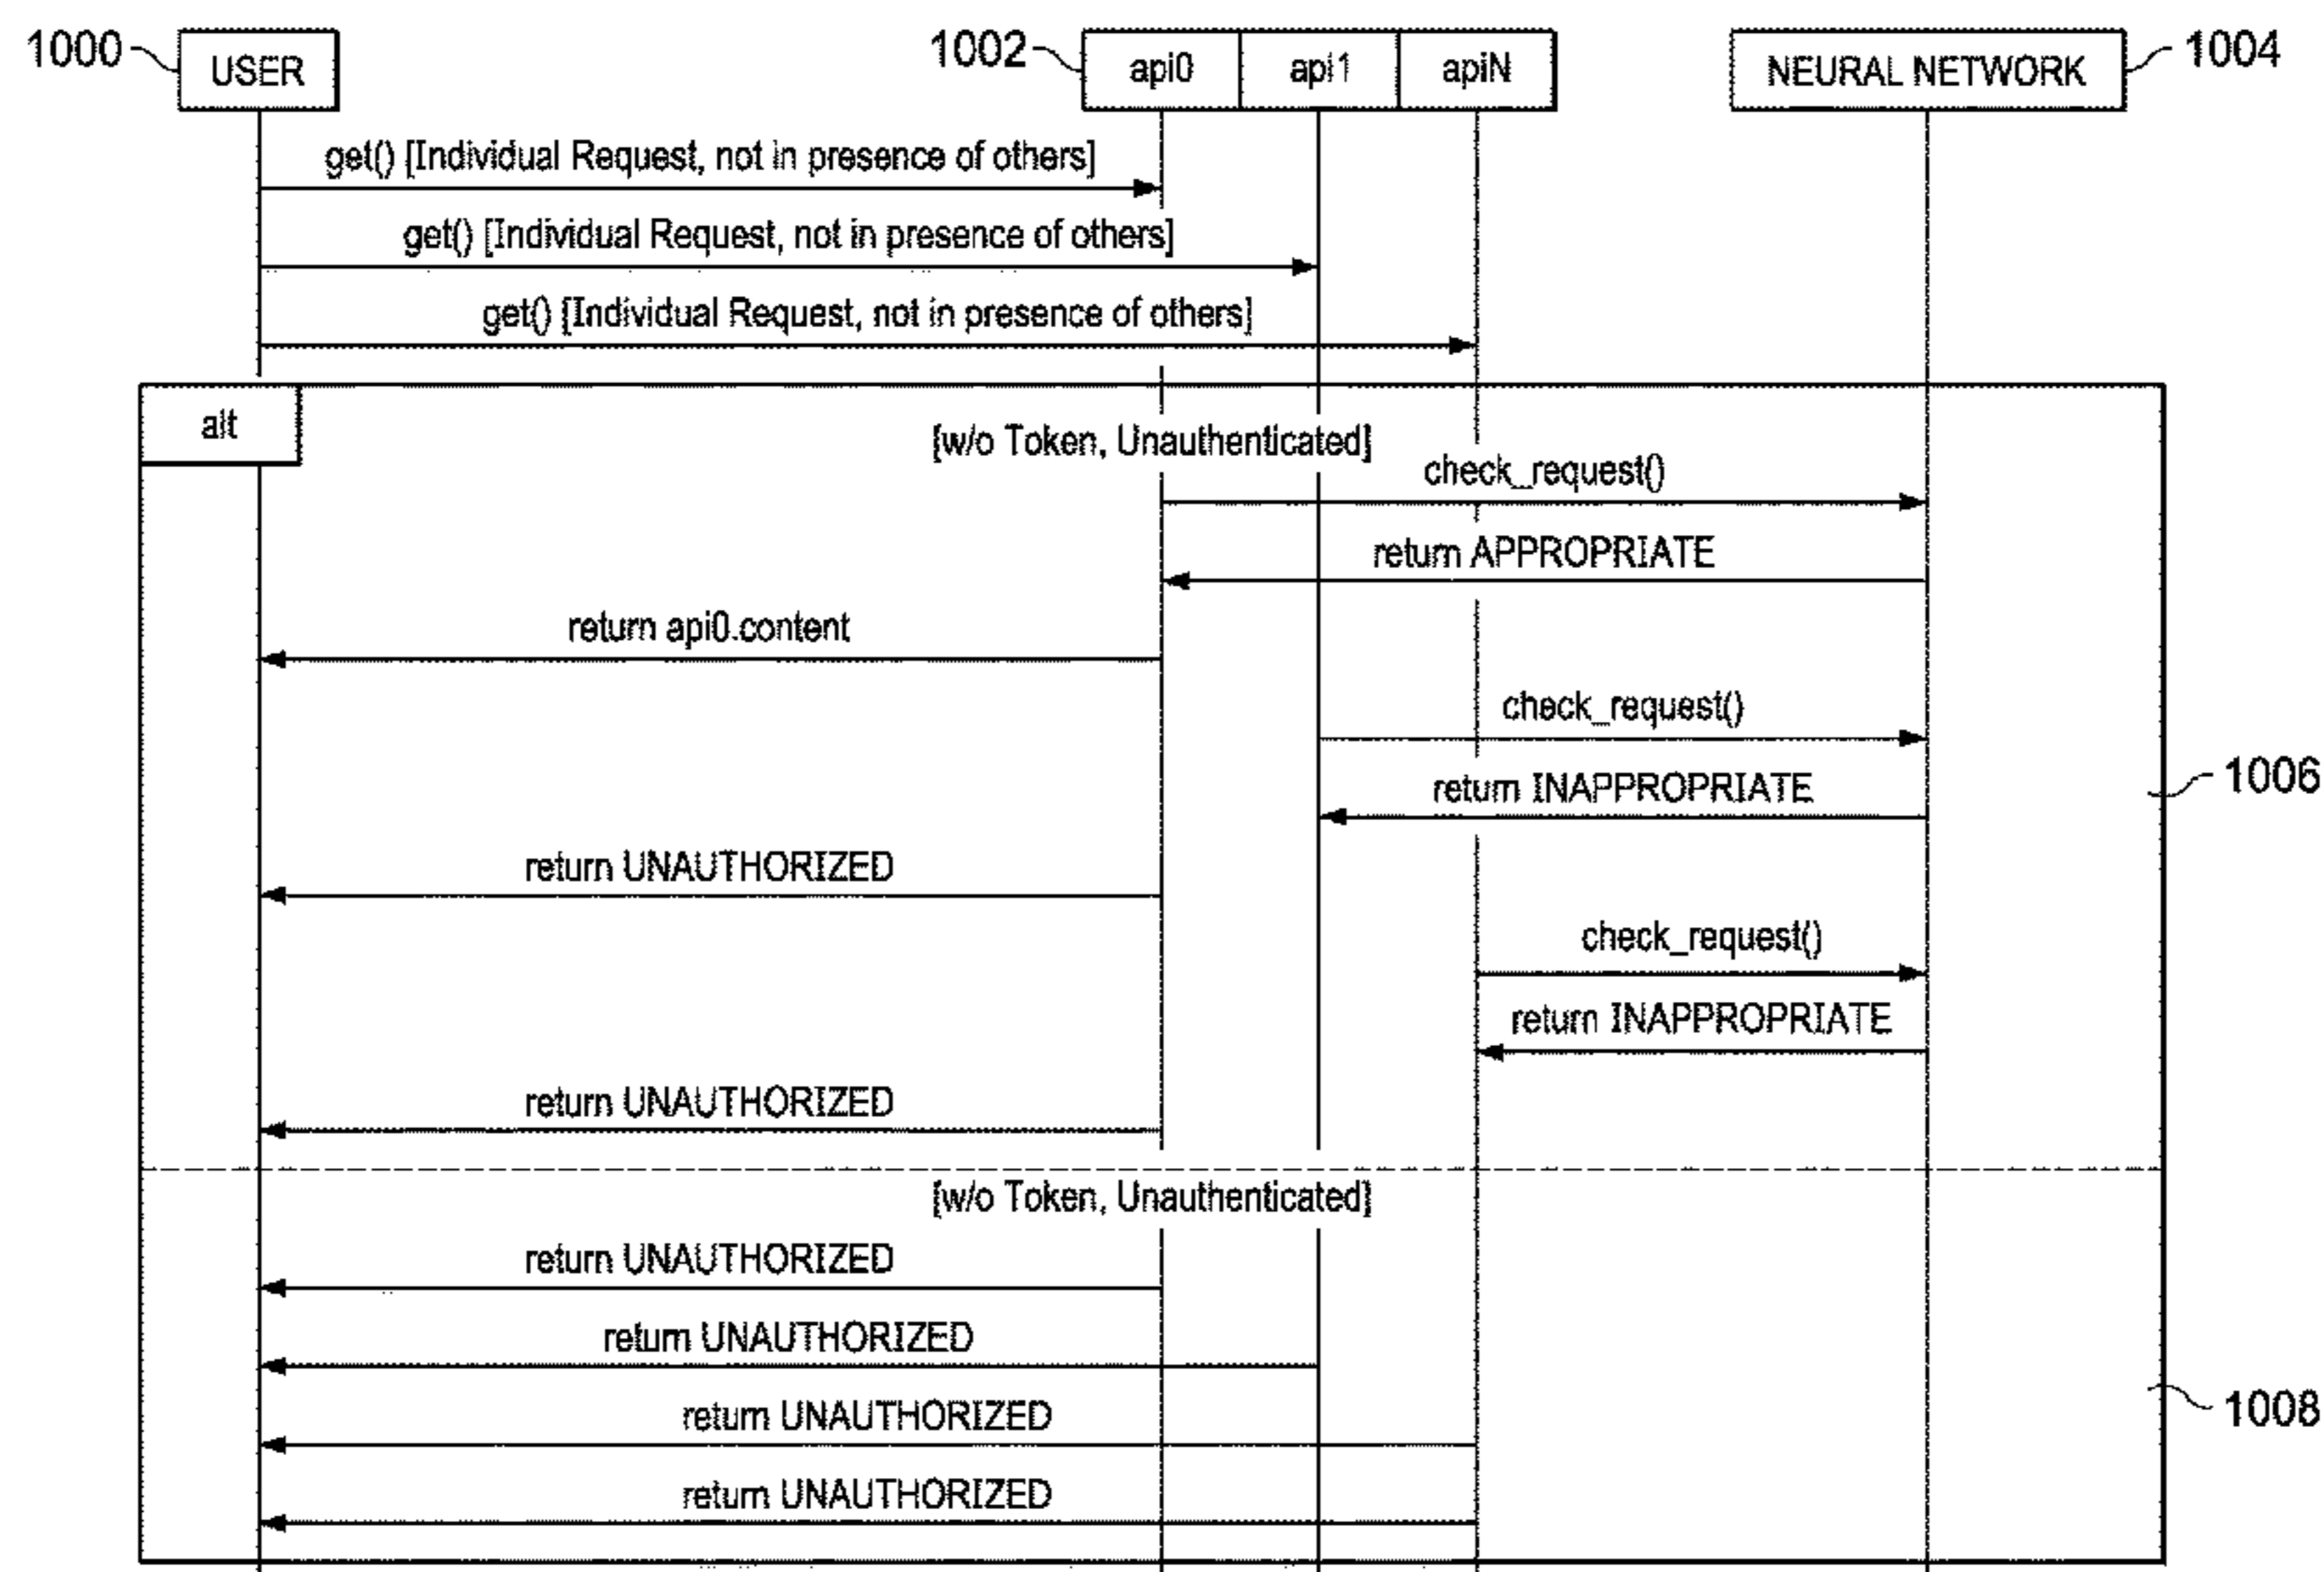 1000
USER
1002
api0
api1
apiN
NEURAL NETWORK
1004
get() [Individual Request, not in presence of others]
get() [Individual Request, not in presence of others]
get() [Individual Request, not in presence of others]
alt
[w/o Token, Unauthenticated]
check_request()
return APPROPRIATE
return api0.content
check_request()
return INAPPROPRIATE
1006
return UNAUTHORIZED
check_request()
return INAPPROPRIATE
return UNAUTHORIZED
[w/o Token, Unauthenticated]
return UNAUTHORIZED
return UNAUTHORIZED
return UNAUTHORIZED
1008
return UNAUTHORIZED